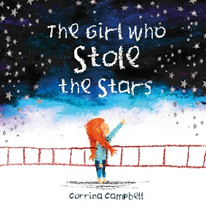 The Girl Who
Stole
the Stars
Corrina Campbell